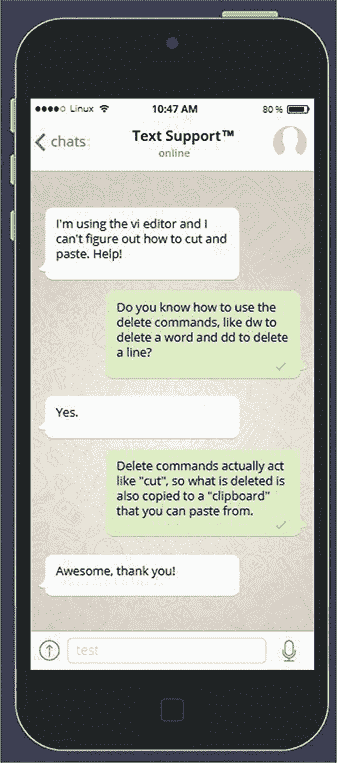 Linux 10:47 AM 80 %
chats Text Support™
online
I'm using the vi editor and I
can't figure out how to cut and
paste. Help!
Do you know how to use the
delete commands, like dw to
delete a word and dd to delete
a line?
Yes.
Delete commands actually act
like "cut", so what is deleted is
also copied to a "clipboard"
that you can paste from.
Awesome, thank you!
test